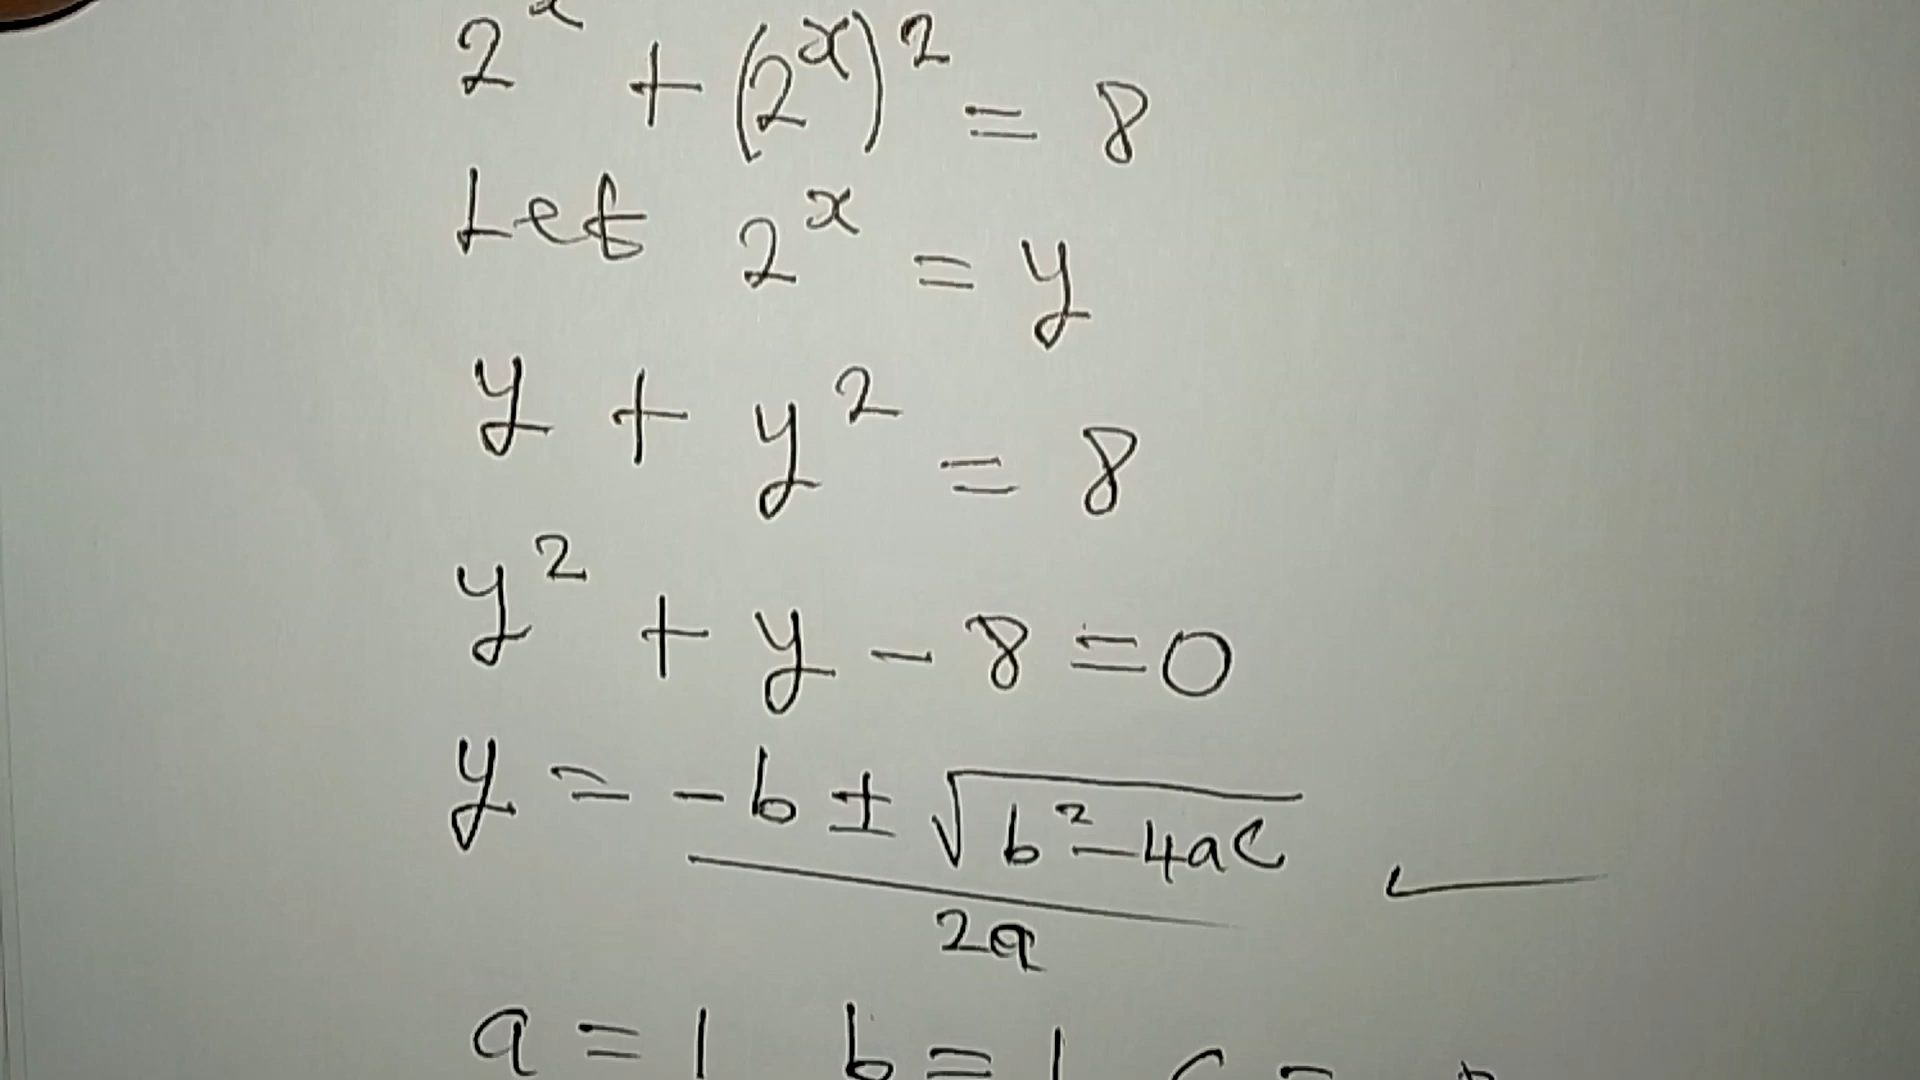 2^x + (2^x)^2 = 8
Let 2^x = y
y + y^2 = 8
y^2 + y - 8 = 0
y = -b ± √(b^2-4ac)
2a
a = 1 b = 1 c = -